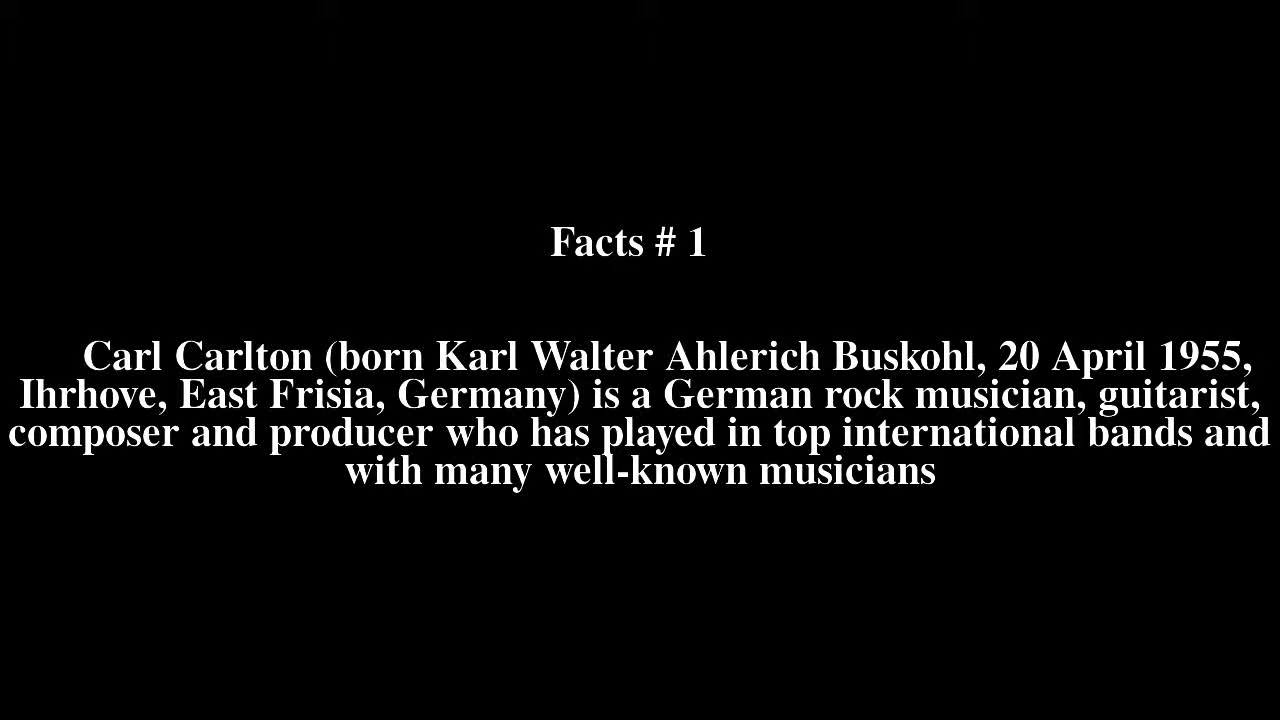 Facts # 1
Carl Carlton (born Karl Walter Ahlerich Buskohl, 20 April 1955,
Ihrhove, East Frisia, Germany) is a German rock musician, guitarist,
composer and producer who has played in top international bands and
with many well-known musicians